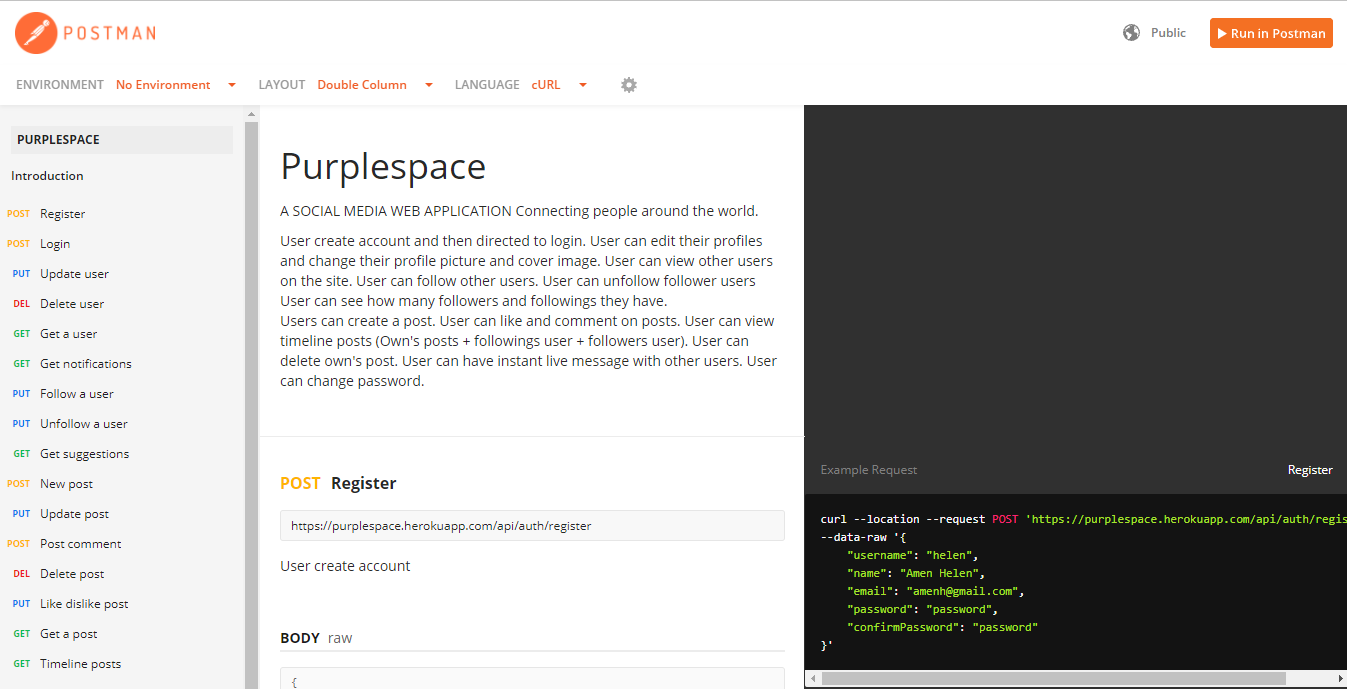 POSTMAN
Public
Run in Postman
ENVIRONMENT No Environment LAYOUT Double Column LANGUAGE cURL
PURPLESPACE
Introduction
POST Register
POST Login
PUT Update user
DEL Delete user
GET Get a user
GET Get notifications
PUT Follow a user
PUT Unfollow a user
GET Get suggestions
POST New post
PUT Update post
POST Post comment
DEL Delete post
PUT Like dislike post
GET Get a post
GET Timeline posts
Purplespace
A SOCIAL MEDIA WEB APPLICATION Connecting people around the world.
User create account and then directed to login. User can edit their profiles
and change their profile picture and cover image. User can view other users
on the site. User can follow other users. User can unfollow follower users
User can see how many followers and followings they have.
Users can create a post. User can like and comment on posts. User can view
timeline posts (Own's posts + followings user + followers user). User can
delete own's post. User can have instant live message with other users. User
can change password.
POST Register
https://purplespace.herokuapp.com/api/auth/register
User create account
BODY raw
{
Example Request
Register
curl --location --request POST 'https://purplespace.herokuapp.com/api/auth/regis
--data-raw '{
"username": "helen",
"name": "Amen Helen",
"email": "amenh@gmail.com",
"password": "password",
"confirmPassword": "password"
}'